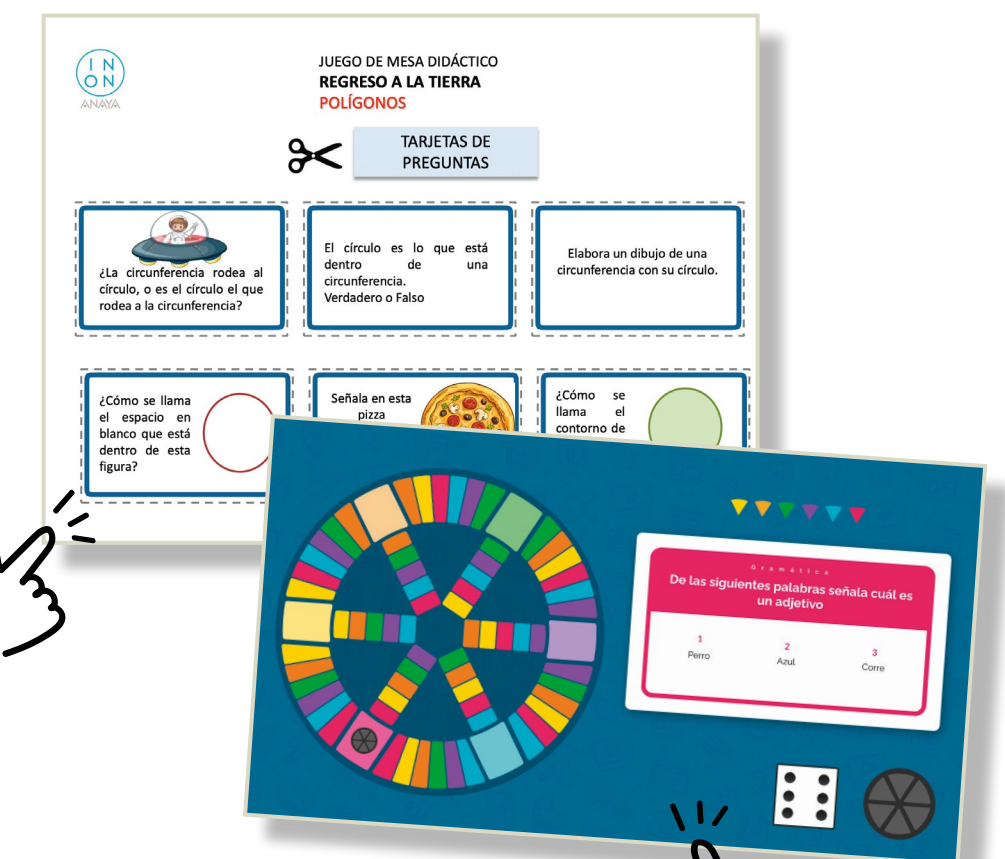 I N
O N
ANAYA
JUEGO DE MESA DIDÁCTICO
REGRESO A LA TIERRA
POLÍGONOS
TARJETAS DE
PREGUNTAS
¿La circunferencia rodea al
círculo, o es el círculo el que
rodea a la circunferencia?
El círculo es lo que está
dentro de una
circunferencia.
Verdadero o Falso
Elabora un dibujo de una
circunferencia con su círculo.
¿Cómo se llama
el espacio en
blanco que está
dentro de esta
figura?
Señala en esta
pizza
¿Cómo se
llama el
contorno de
Gramática
De las siguientes palabras señala cuál es
un adjetivo
1
Perro
2
Azul
3
Corre